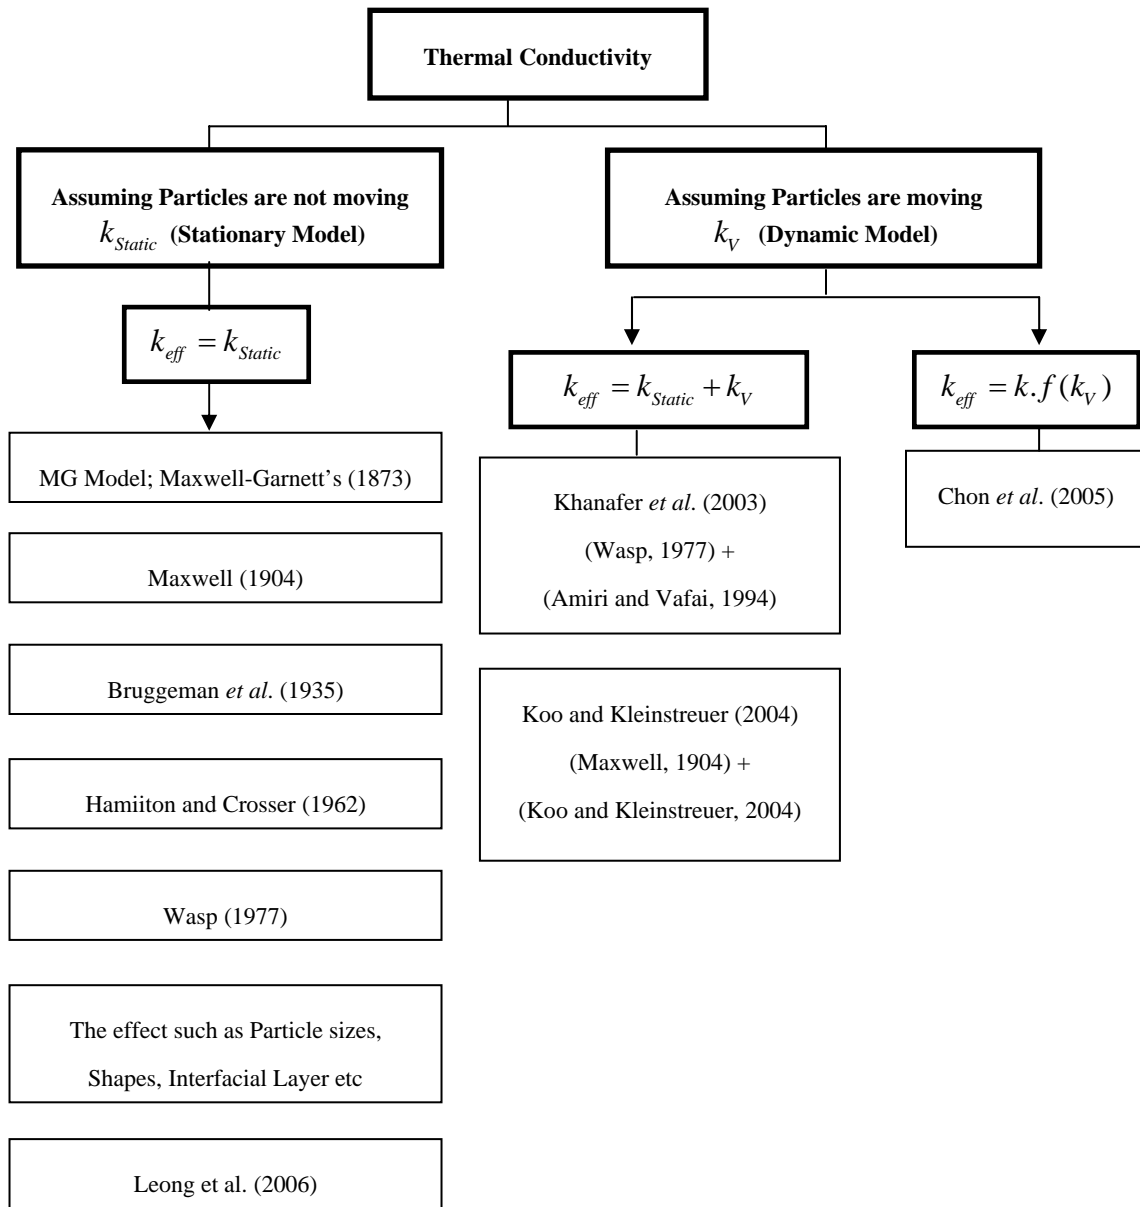 Thermal Conductivity
Assuming Particles are not moving
k_Static (Stationary Model)
k_eff = k_Static
MG Model; Maxwell-Garnett’s (1873)
Maxwell (1904)
Bruggeman et al. (1935)
Hamiiton and Crosser (1962)
Wasp (1977)
The effect such as Particle sizes,
Shapes, Interfacial Layer etc
Leong et al. (2006)
Assuming Particles are moving
k_V (Dynamic Model)
k_eff = k_Static + k_V
Khanafer et al. (2003)
(Wasp, 1977) +
(Amiri and Vafai, 1994)
Koo and Kleinstreuer (2004)
(Maxwell, 1904) +
(Koo and Kleinstreuer, 2004)
k_eff = k.f(k_V)
Chon et al. (2005)